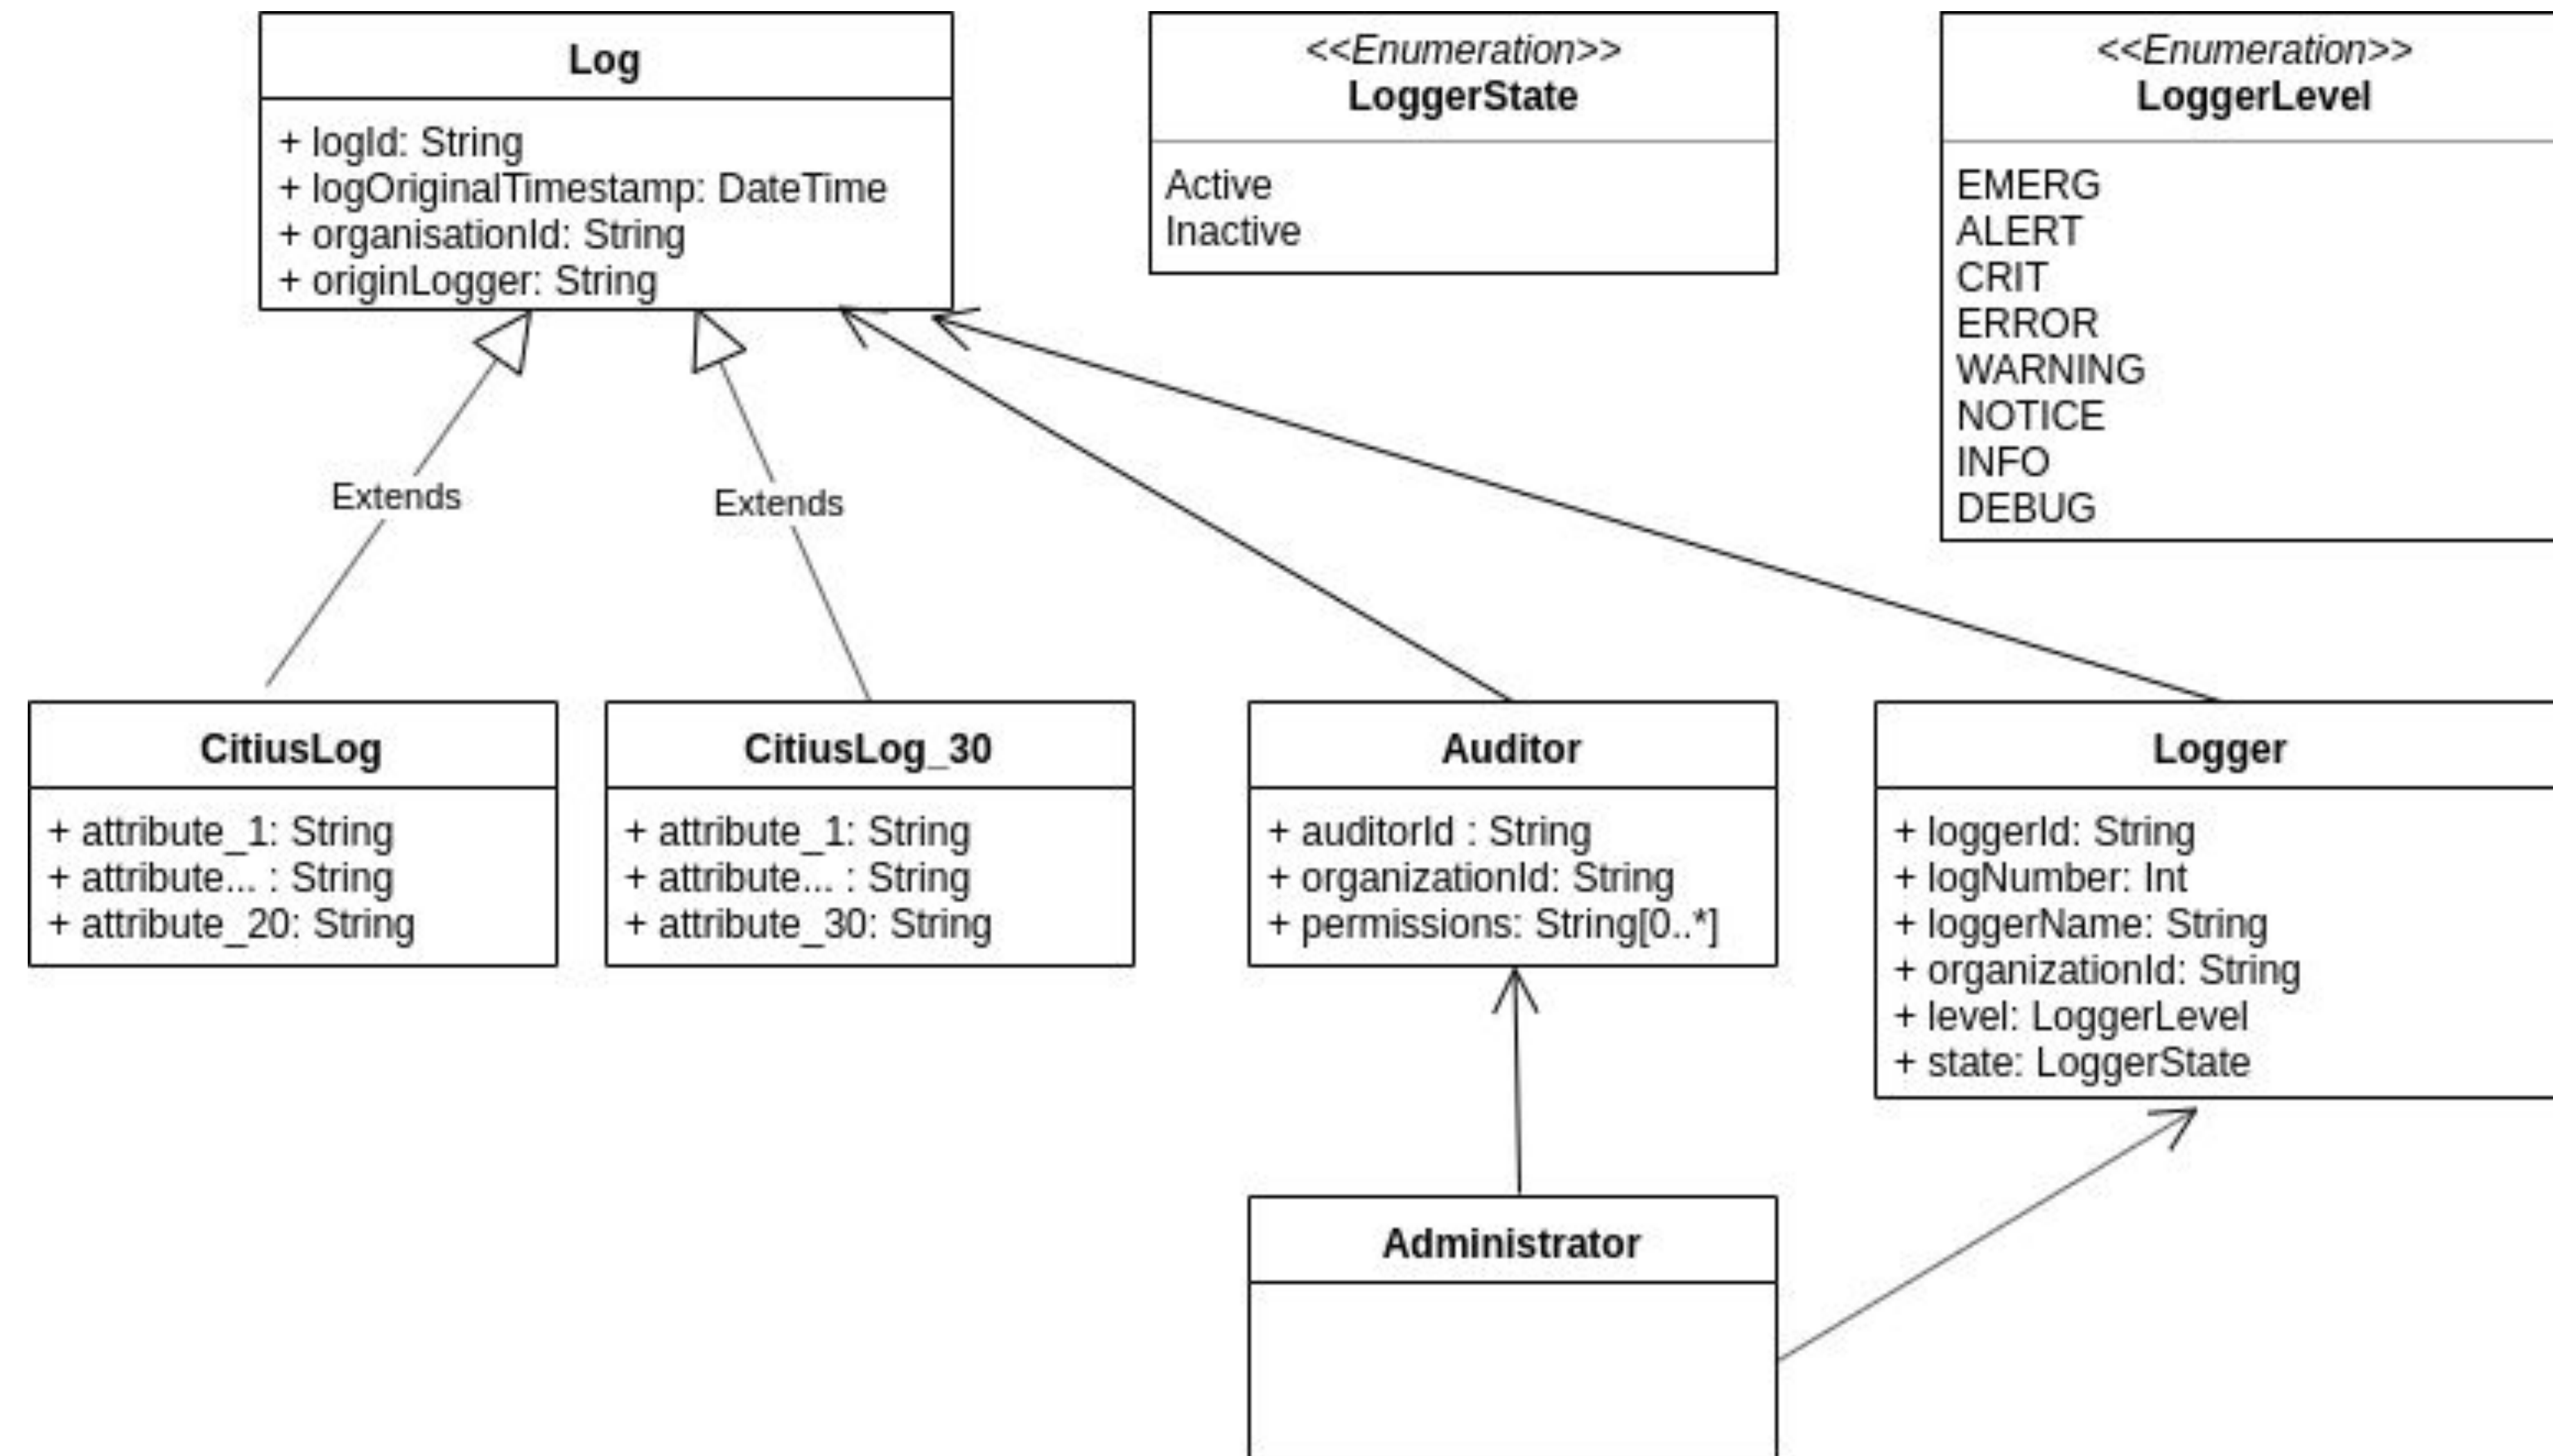 Log
+ logId: String
+ logOriginalTimestamp: DateTime
+ organisationId: String
+ originLogger: String
<<Enumeration>>
LoggerState
Active
Inactive
<<Enumeration>>
LoggerLevel
EMERG
ALERT
CRIT
ERROR
WARNING
NOTICE
INFO
DEBUG
Extends
Extends
CitiusLog
+ attribute_1: String
+ attribute... : String
+ attribute_20: String
CitiusLog_30
+ attribute_1: String
+ attribute... : String
+ attribute_30: String
Auditor
+ auditorId : String
+ organizationId: String
+ permissions: String[0..*]
Logger
+ loggerId: String
+ logNumber: Int
+ loggerName: String
+ organizationId: String
+ level: LoggerLevel
+ state: LoggerState
Administrator